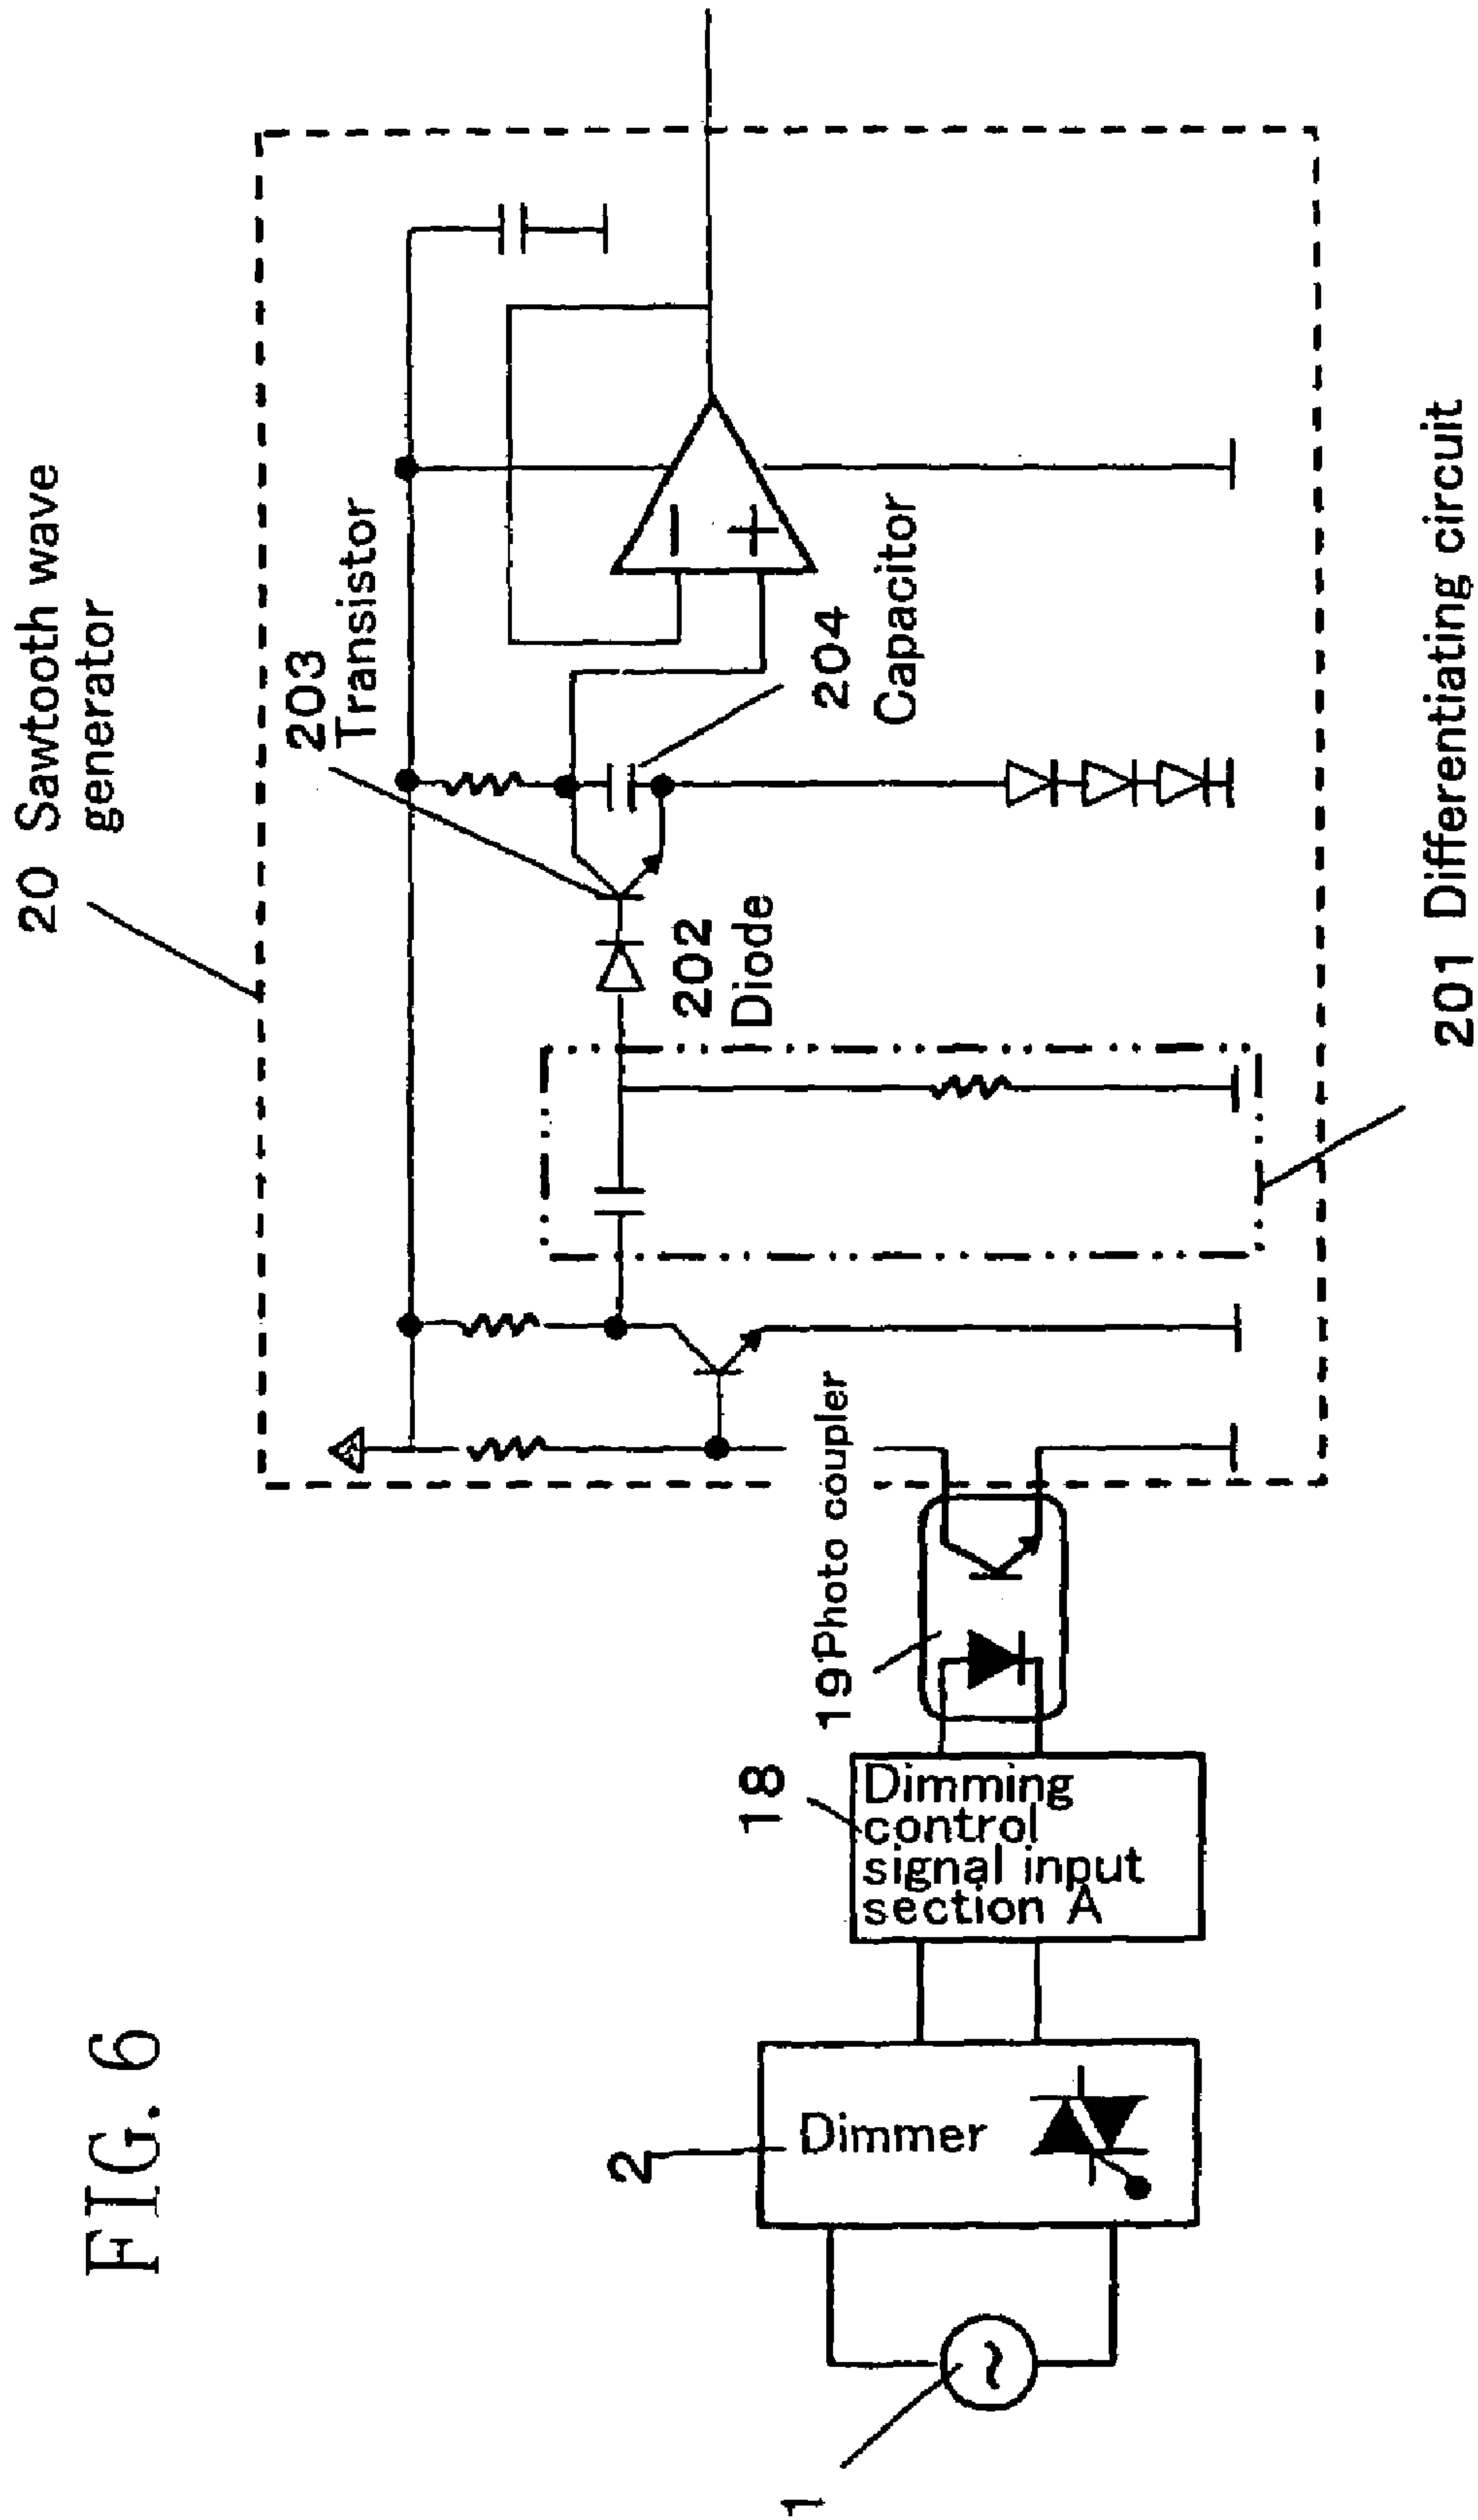 FIG. 6
20 Sawtooth wave
generator
203
Transistor
204
Capacitor
202
Diode
201 Differentiating circuit
19 Photo coupler
18
Dimming
control
signal input
section A
2
Dimmer
1